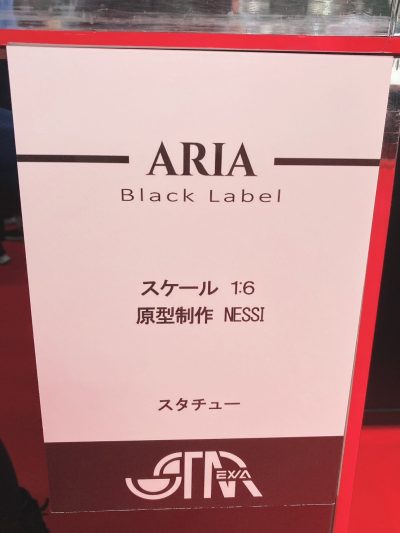 ARIA
Black Label
スケール 1:6
原型制作 NESSI
スタチュー
EXA